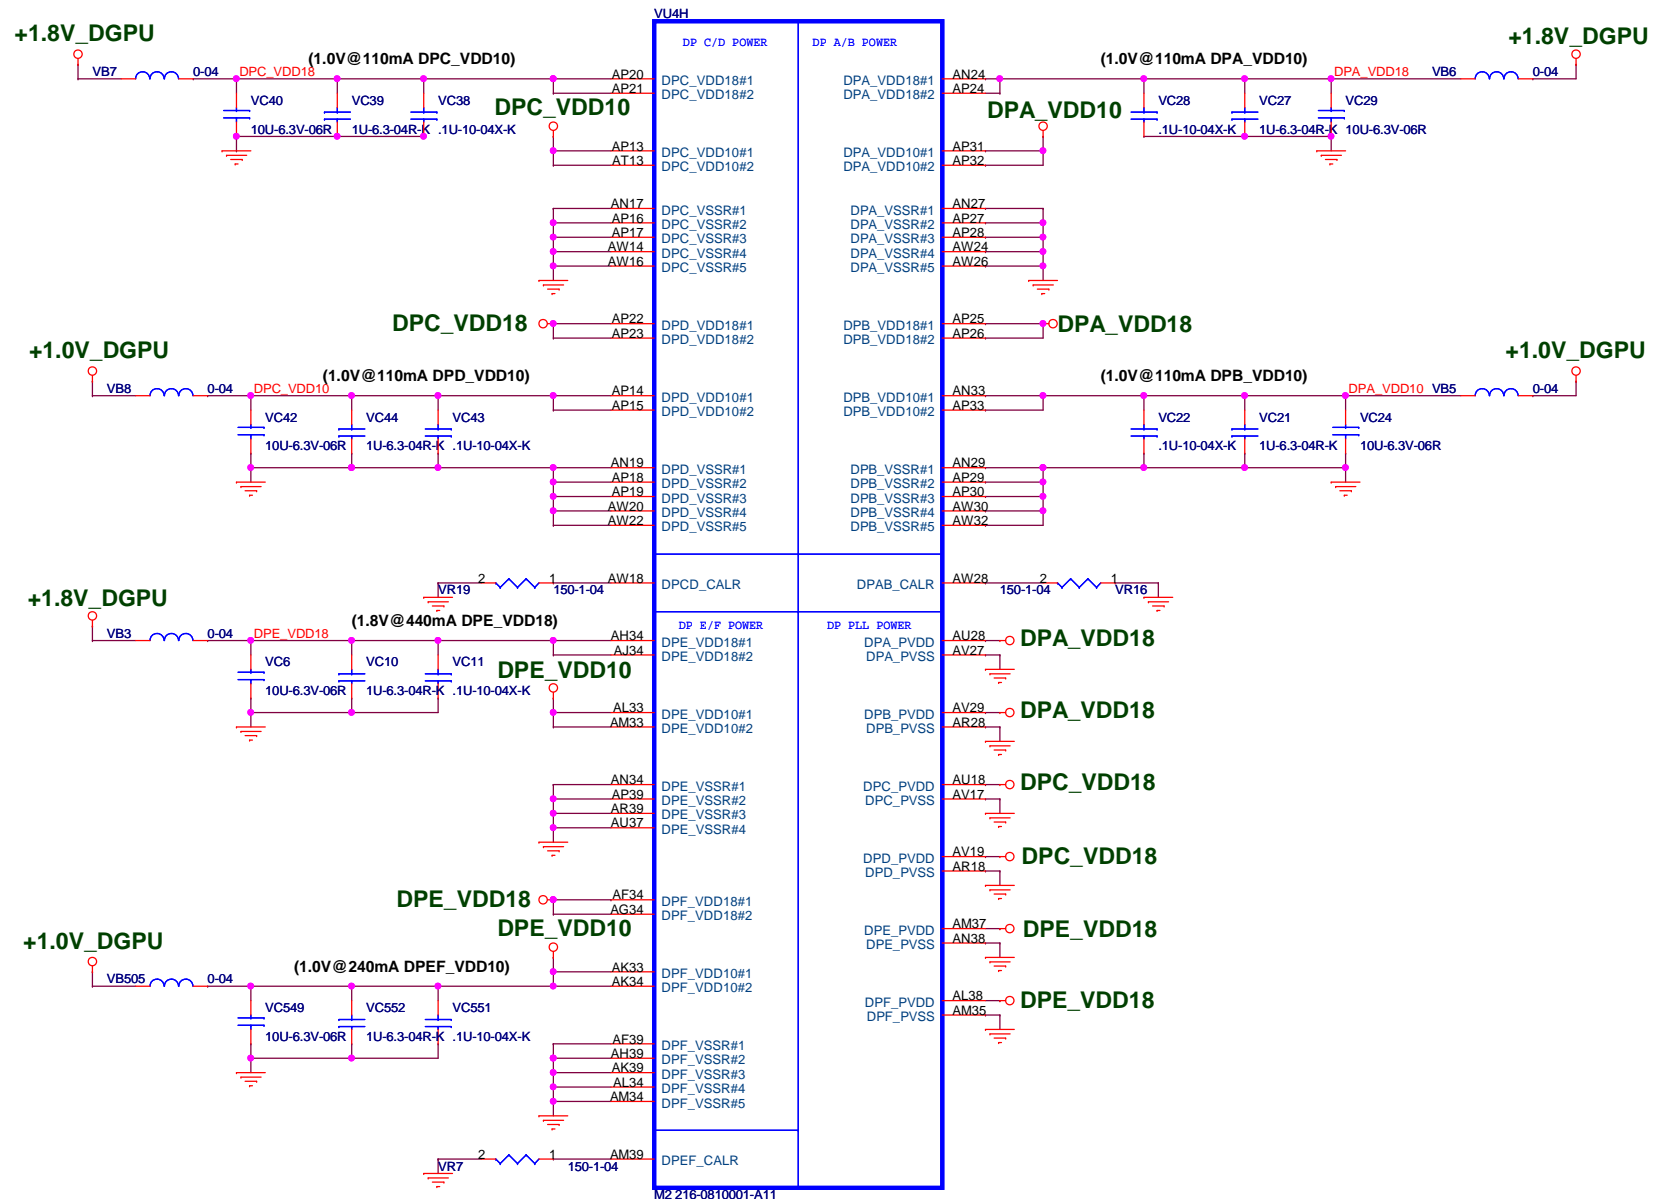 VU4H
DP C/D POWER
DP A/B POWER
+1.8V_DGPU
VB7
0-04
DPC_VDD18
(1.0V@110mA DPC_VDD10)
VC40
10U-6.3V-06R
VC39
1U-6.3-04R-K
VC38
.1U-10-04X-K
DPC_VDD10
AP20
DPC_VDD18#1
AP21
DPC_VDD18#2
AP13
DPC_VDD10#1
AT13
DPC_VDD10#2
AN17
DPC_VSSR#1
AP16
DPC_VSSR#2
AP17
DPC_VSSR#3
AW14
DPC_VSSR#4
AW16
DPC_VSSR#5
DPC_VDD18
AP22
DPD_VDD18#1
AP23
DPD_VDD18#2
+1.0V_DGPU
VB8
0-04
DPC_VDD10
(1.0V@110mA DPD_VDD10)
VC42
10U-6.3V-06R
VC44
1U-6.3-04R-K
VC43
.1U-10-04X-K
AP14
DPD_VDD10#1
AP15
DPD_VDD10#2
AN19
DPD_VSSR#1
AP18
DPD_VSSR#2
AP19
DPD_VSSR#3
AW20
DPD_VSSR#4
AW22
DPD_VSSR#5
VR19
2
1
150-1-04
AW18
DPCD_CALR
DP E/F POWER
+1.8V_DGPU
VB3
0-04
DPE_VDD18
(1.8V@440mA DPE_VDD18)
VC6
10U-6.3V-06R
VC10
1U-6.3-04R-K
VC11
.1U-10-04X-K
DPE_VDD10
AH34
DPE_VDD18#1
AJ34
DPE_VDD18#2
AL33
DPE_VDD10#1
AM33
DPE_VDD10#2
AN34
DPE_VSSR#1
AP39
DPE_VSSR#2
AR39
DPE_VSSR#3
AU37
DPE_VSSR#4
DPE_VDD18
AF34
DPF_VDD18#1
AG34
DPF_VDD18#2
DPE_VDD10
+1.0V_DGPU
VB505
0-04
(1.0V@240mA DPEF_VDD10)
VC549
10U-6.3V-06R
VC552
1U-6.3-04R-K
VC551
.1U-10-04X-K
AK33
DPF_VDD10#1
AK34
DPF_VDD10#2
AF39
DPF_VSSR#1
AH39
DPF_VSSR#2
AK39
DPF_VSSR#3
AL34
DPF_VSSR#4
AM34
DPF_VSSR#5
VR7
2
1
150-1-04
AM39
DPEF_CALR
+1.8V_DGPU
(1.0V@110mA DPA_VDD10)
DPA_VDD18
VB6
0-04
VC28
.1U-10-04X-K
VC27
1U-6.3-04R-K
VC29
10U-6.3V-06R
DPA_VDD10
DPA_VDD18#1
AN24
DPA_VDD18#2
AP24
DPA_VDD10#1
AP31
DPA_VDD10#2
AP32
DPA_VSSR#1
AN27
DPA_VSSR#2
AP27
DPA_VSSR#3
AP28
DPA_VSSR#4
AW24
DPA_VSSR#5
AW26
DPB_VDD18#1
AP25
DPB_VDD18#2
AP26
DPA_VDD18
+1.0V_DGPU
(1.0V@110mA DPB_VDD10)
DPA_VDD10
VB5
0-04
VC22
.1U-10-04X-K
VC21
1U-6.3-04R-K
VC24
10U-6.3V-06R
DPB_VDD10#1
AN33
DPB_VDD10#2
AP33
DPB_VSSR#1
AN29
DPB_VSSR#2
AP29
DPB_VSSR#3
AP30
DPB_VSSR#4
AW30
DPB_VSSR#5
AW32
DPAB_CALR
AW28
150-1-04
2
1
VR16
DP PLL POWER
DPA_PVDD
AU28
DPA_VDD18
DPA_PVSS
AV27
DPB_PVDD
AV29
DPA_VDD18
DPB_PVSS
AR28
DPC_PVDD
AU18
DPC_VDD18
DPC_PVSS
AV17
DPD_PVDD
AV19
DPC_VDD18
DPD_PVSS
AR18
DPE_PVDD
AM37
DPE_VDD18
DPE_PVSS
AN38
DPF_PVDD
AL38
DPE_VDD18
DPF_PVSS
AM35
M2 216-0810001-A11